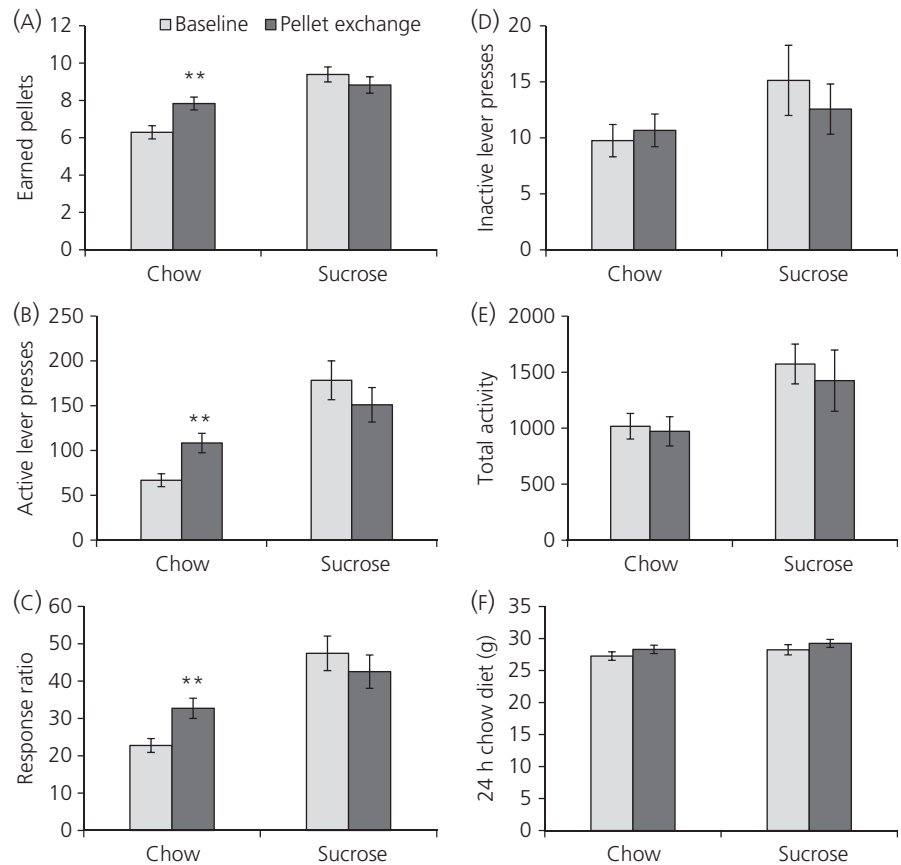 (A)
Baseline
Pellet exchange
Earned pellets
12
10
8
6
4
2
0
**
Chow
Sucrose
(B)
Active lever presses
250
200
150
100
50
0
**
Chow
Sucrose
(C)
Response ratio
60
50
40
30
20
10
0
**
Chow
Sucrose
(D)
Inactive lever presses
20
15
10
5
0
Chow
Sucrose
(E)
Total activity
2000
1500
1000
500
0
Chow
Sucrose
(F)
24 h chow diet (g)
35
30
25
20
15
10
5
0
Chow
Sucrose